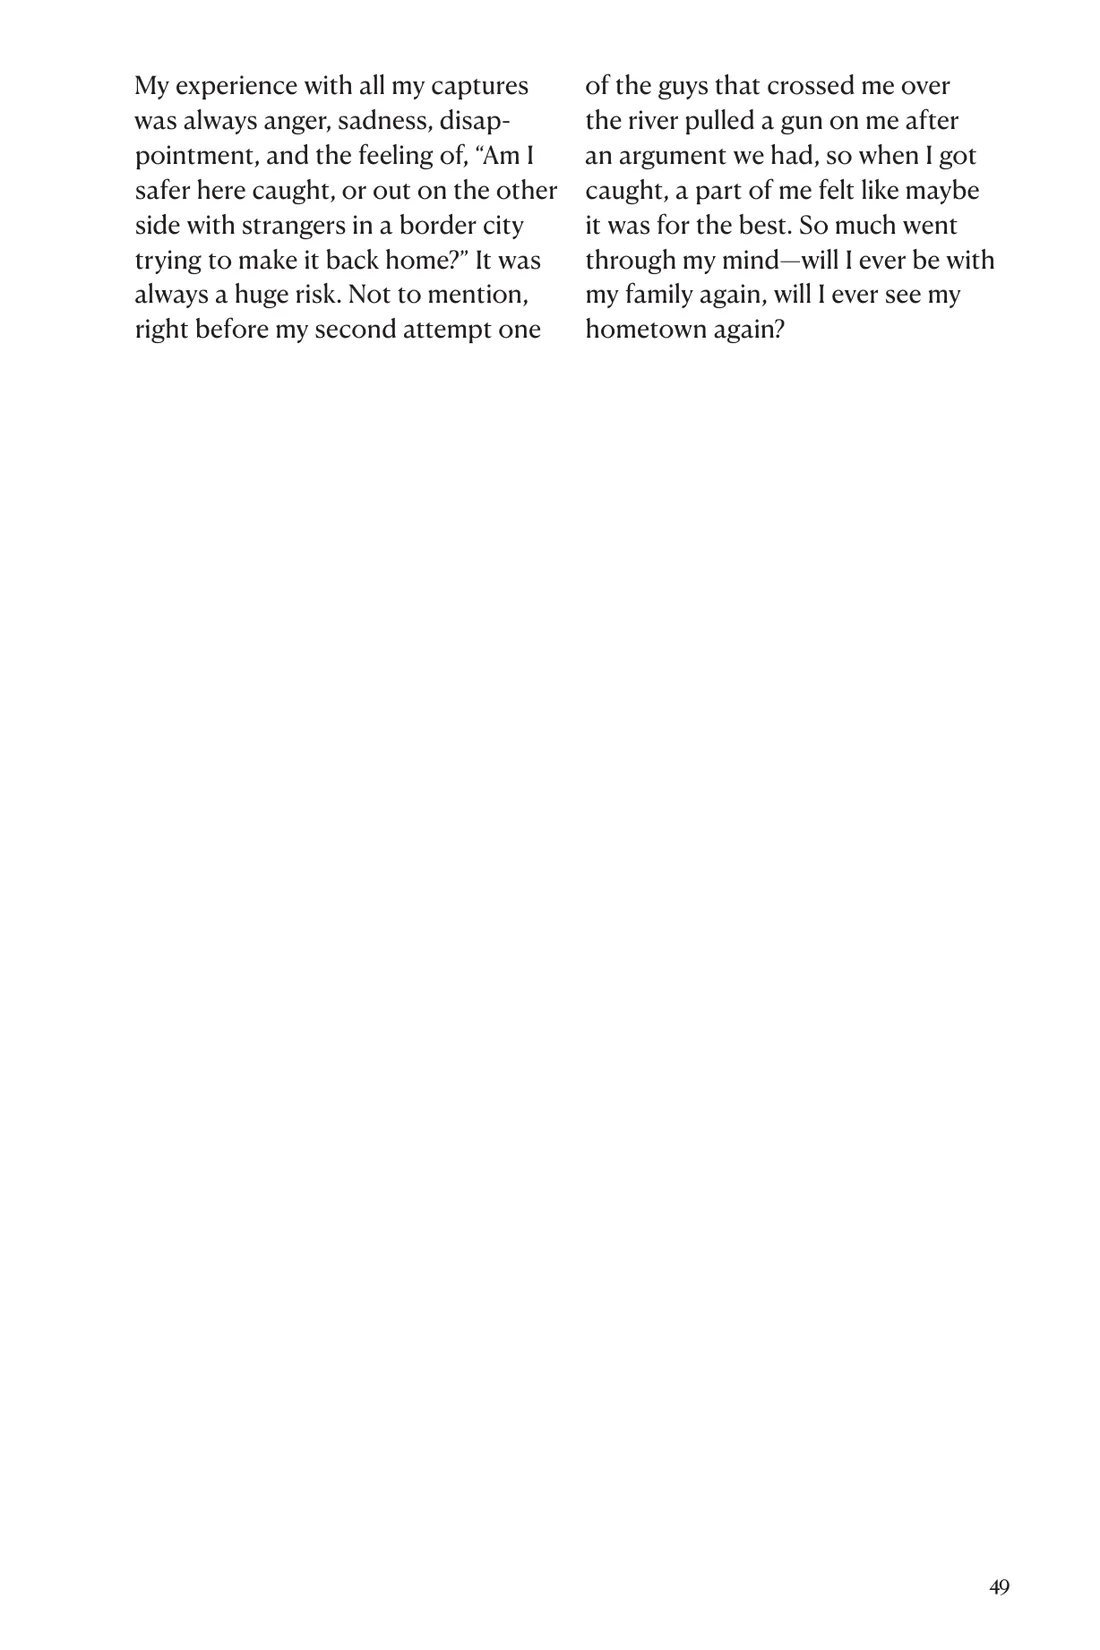 My experience with all my captures
was always anger, sadness, disap-
pointment, and the feeling of, “Am I
safer here caught, or out on the other
side with strangers in a border city
trying to make it back home?” It was
always a huge risk. Not to mention,
right before my second attempt one
of the guys that crossed me over
the river pulled a gun on me after
an argument we had, so when I got
caught, a part of me felt like maybe
it was for the best. So much went
through my mind—will I ever be with
my family again, will I ever see my
hometown again?
49